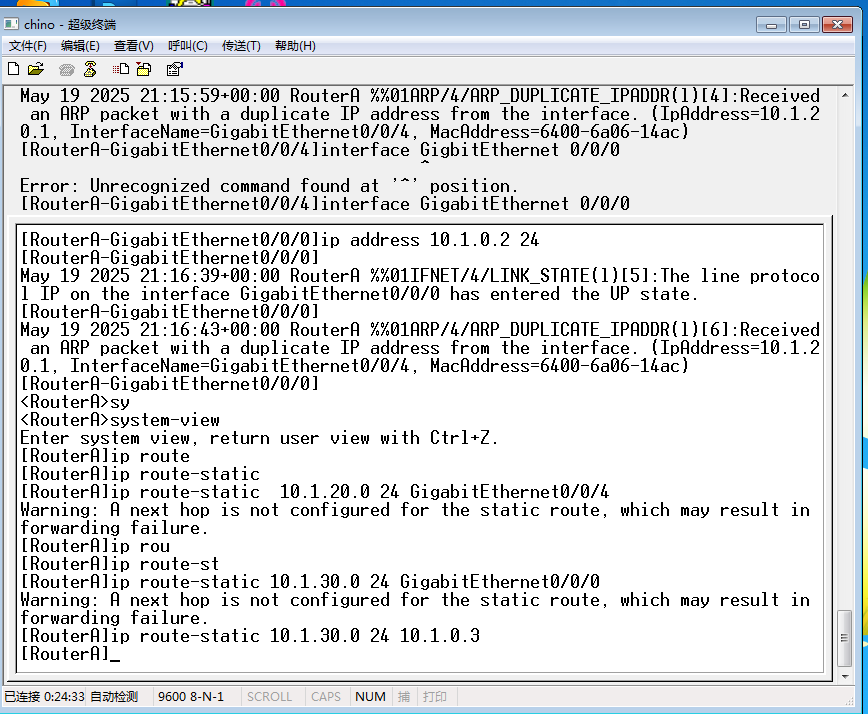 chino - 超级终端
文件(F) 编辑(E) 查看(V) 呼叫(C) 传送(T) 帮助(H)
May 19 2025 21:15:59+00:00 RouterA %%01ARP/4/ARP_DUPLICATE_IPADDR(l)[4]:Received
an ARP packet with a duplicate IP address from the interface. (IpAddress=10.1.2
0.1, InterfaceName=GigabitEthernet0/0/4, MacAddress=6400-6a06-14ac)
[RouterA-GigabitEthernet0/0/4]interface GigbitEthernet 0/0/0
^
Error: Unrecognized command found at '^' position.
[RouterA-GigabitEthernet0/0/4]interface GigabitEthernet 0/0/0
[RouterA-GigabitEthernet0/0/0]ip address 10.1.0.2 24
[RouterA-GigabitEthernet0/0/0]
May 19 2025 21:16:39+00:00 RouterA %%01IFNET/4/LINK_STATE(l)[5]:The line protoco
l IP on the interface GigabitEthernet0/0/0 has entered the UP state.
[RouterA-GigabitEthernet0/0/0]
May 19 2025 21:16:43+00:00 RouterA %%01ARP/4/ARP_DUPLICATE_IPADDR(l)[6]:Received
an ARP packet with a duplicate IP address from the interface. (IpAddress=10.1.2
0.1, InterfaceName=GigabitEthernet0/0/4, MacAddress=6400-6a06-14ac)
[RouterA-GigabitEthernet0/0/0]
<RouterA>sy
<RouterA>system-view
Enter system view, return user view with Ctrl+Z.
[RouterA]ip route
[RouterA]ip route-static
[RouterA]ip route-static  10.1.20.0 24 GigabitEthernet0/0/4
Warning: A next hop is not configured for the static route, which may result in
forwarding failure.
[RouterA]ip rou
[RouterA]ip route-st
[RouterA]ip route-static 10.1.30.0 24 GigabitEthernet0/0/0
Warning: A next hop is not configured for the static route, which may result in
forwarding failure.
[RouterA]ip route-static 10.1.30.0 24 10.1.0.3
[RouterA]_
已连接 0:24:33 自动检测 9600 8-N-1 SCROLL CAPS NUM 捕 打印